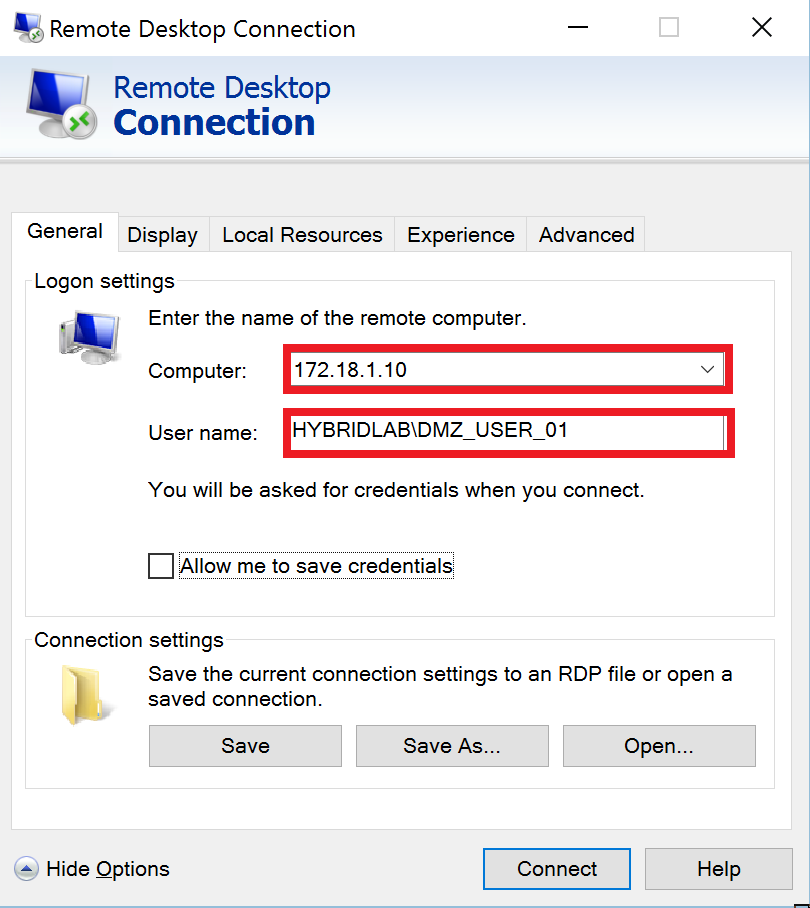 Remote Desktop Connection
Remote Desktop
Connection
General Display Local Resources Experience Advanced
Logon settings
Enter the name of the remote computer.
Computer: 172.18.1.10
User name: HYBRIDLAB\DMZ_USER_01
You will be asked for credentials when you connect.
Allow me to save credentials
Connection settings
Save the current connection settings to an RDP file or open a
saved connection.
Save Save As... Open...
Hide Options Connect Help